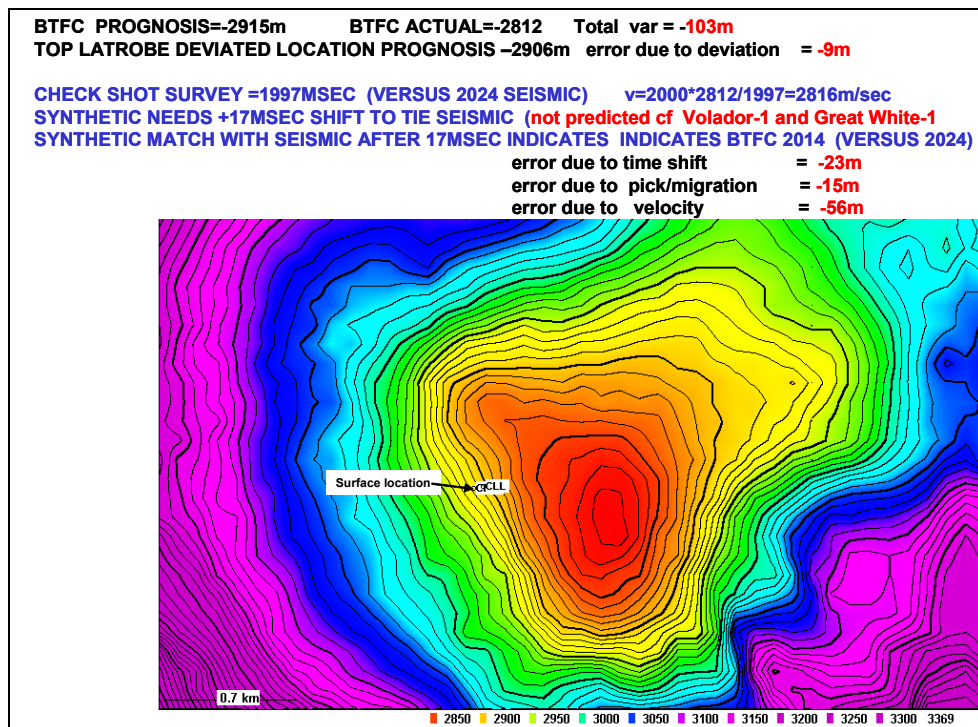 BTFC PROGNOSIS=-2915m BTFC ACTUAL=-2812 Total var = -103m
TOP LATROBE DEVIATED LOCATION PROGNOSIS –2906m error due to deviation = -9m
CHECK SHOT SURVEY =1997MSEC (VERSUS 2024 SEISMIC) v=2000*2812/1997=2816m/sec
SYNTHETIC NEEDS +17MSEC SHIFT TO TIE SEISMIC (not predicted cf Volador-1 and Great White-1
SYNTHETIC MATCH WITH SEISMIC AFTER 17MSEC INDICATES INDICATES BTFC 2014 (VERSUS 2024)
error due to time shift = -23m
error due to pick/migration = -15m
error due to velocity = -56m
Surface location
CLL
0.7 km
2850 2900 2950 3000 3050 3100 3150 3200 3250 3300 3369